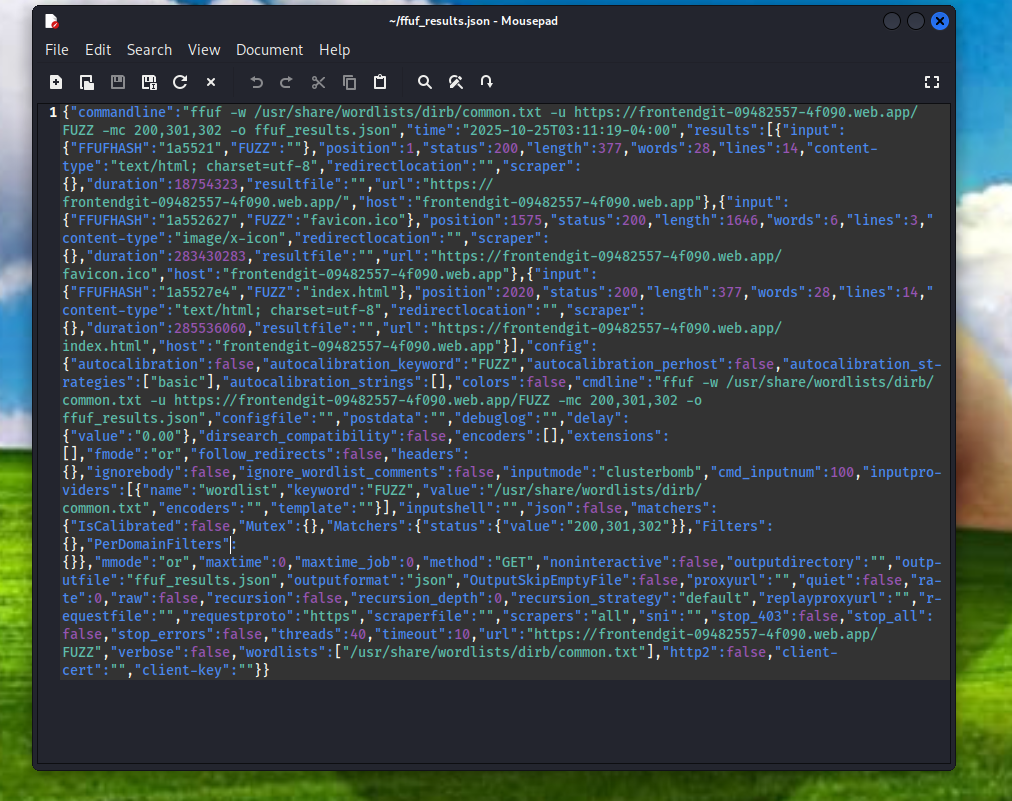 ~/ffuf_results.json - Mousepad
File Edit Search View Document Help
1 {"commandline":"ffuf -w /usr/share/wordlists/dirb/common.txt -u https://frontendgit-09482557-4f090.web.app/
FUZZ -mc 200,301,302 -o ffuf_results.json","time":"2025-10-25T03:11:19-04:00","results":[{"input":
{"FFUFHASH":"1a5521","FUZZ":""},"position":1,"status":200,"length":377,"words":28,"lines":14,"content-
type":"text/html; charset=utf-8","redirectlocation":"","scraper":
{},"duration":18754323,"resultfile":"","url":"https://
frontendgit-09482557-4f090.web.app/","host":"frontendgit-09482557-4f090.web.app"},{"input":
{"FFUFHASH":"1a552627","FUZZ":"favicon.ico"},"position":1575,"status":200,"length":1646,"words":6,"lines":3,"
content-type":"image/x-icon","redirectlocation":"","scraper":
{},"duration":283430283,"resultfile":"","url":"https://frontendgit-09482557-4f090.web.app/
favicon.ico","host":"frontendgit-09482557-4f090.web.app"},{"input":
{"FFUFHASH":"1a5527e4","FUZZ":"index.html"},"position":2020,"status":200,"length":377,"words":28,"lines":14,"
content-type":"text/html; charset=utf-8","redirectlocation":"","scraper":
{},"duration":285536060,"resultfile":"","url":"https://frontendgit-09482557-4f090.web.app/
index.html","host":"frontendgit-09482557-4f090.web.app"}],"config":
{"autocalibration":false,"autocalibration_keyword":"FUZZ","autocalibration_perhost":false,"autocalibration_st-
rategies":["basic"],"autocalibration_strings":[],"colors":false,"cmdline":"ffuf -w /usr/share/wordlists/dirb/
common.txt -u https://frontendgit-09482557-4f090.web.app/FUZZ -mc 200,301,302 -o
ffuf_results.json","configfile":"","postdata":"","debuglog":"","delay":
{"value":"0.00"},"dirsearch_compatibility":false,"encoders":[],"extensions":
[],"fmode":"or","follow_redirects":false,"headers":
{},"ignorebody":false,"ignore_wordlist_comments":false,"inputmode":"clusterbomb","cmd_inputnum":100,"inputpro-
viders":[{"name":"wordlist","keyword":"FUZZ","value":"/usr/share/wordlists/dirb/
common.txt","encoders":"","template":""}],"inputshell":"","json":false,"matchers":
{"IsCalibrated":false,"Mutex":{},"Matchers":{"status":{"value":"200,301,302"}},"Filters":
{},"PerDomainFilters":
{}},"mmode":"or","maxtime":0,"maxtime_job":0,"method":"GET","noninteractive":false,"outputdirectory":"","outp-
utfile":"ffuf_results.json","outputformat":"json","OutputSkipEmptyFile":false,"proxyurl":"","quiet":false,"ra-
te":0,"raw":false,"recursion":false,"recursion_depth":0,"recursion_strategy":"default","replayproxyurl":"","r-
equestfile":"","requestproto":"https","scraperfile":"","scrapers":"all","sni":"","stop_403":false,"stop_all":
false,"stop_errors":false,"threads":40,"timeout":10,"url":"https://frontendgit-09482557-4f090.web.app/
FUZZ","verbose":false,"wordlists":["/usr/share/wordlists/dirb/common.txt"],"http2":false,"client-
cert":"","client-key":""}}